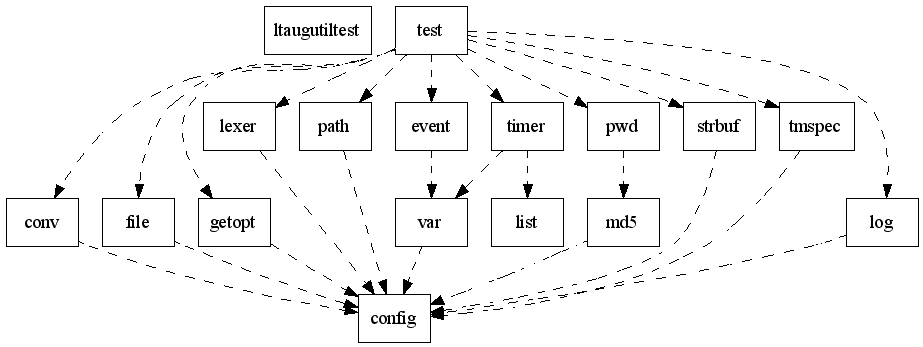 ltaugutiltest
test
lexer
path
event
timer
pwd
strbuf
tmspec
conv
file
getopt
var
list
md5
log
config